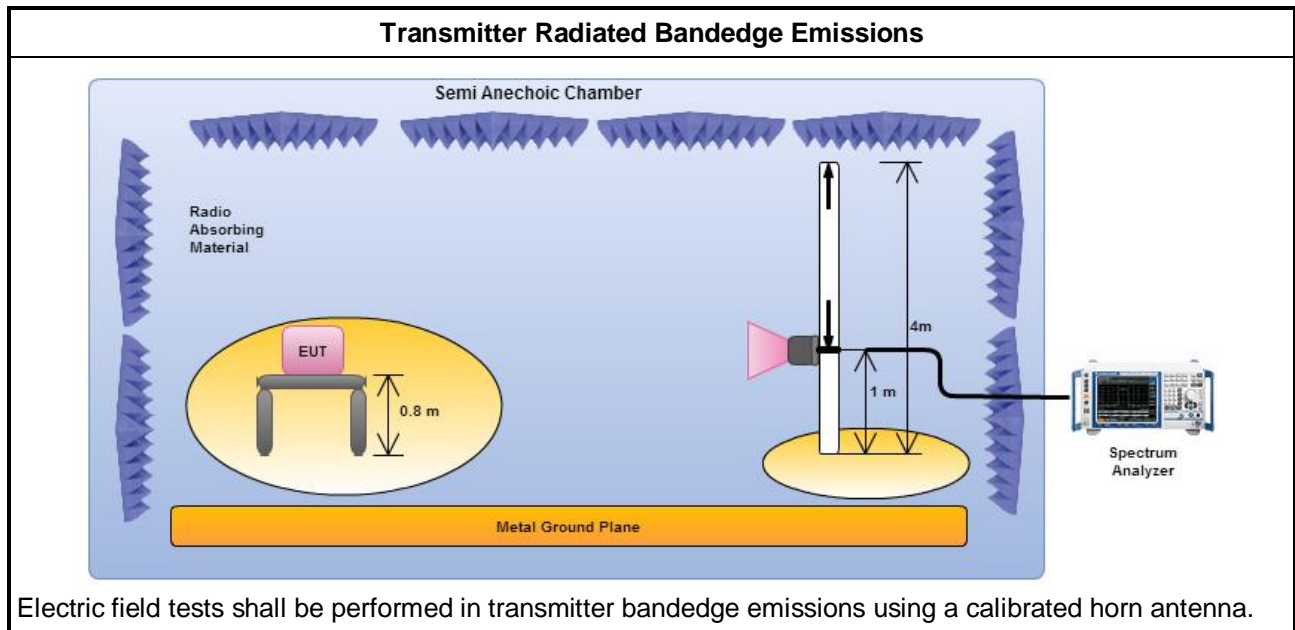 Transmitter Radiated Bandedge Emissions
Semi Anechoic Chamber
Radio
Absorbing
Material
EUT
0.8 m
4m
1 m
Spectrum
Analyzer
Metal Ground Plane
Electric field tests shall be performed in transmitter bandedge emissions using a calibrated horn antenna.